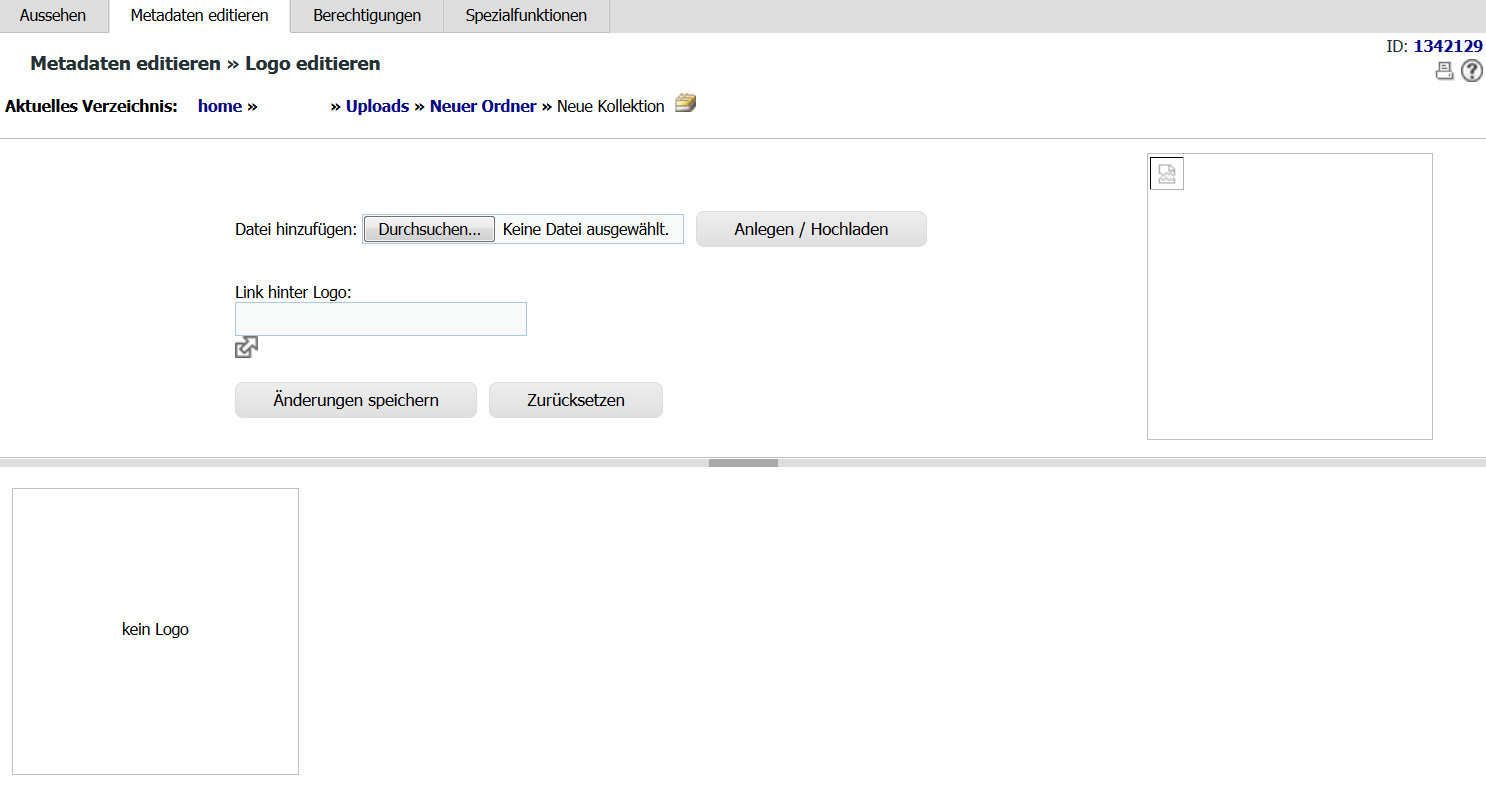 Aussehen Metadaten editieren Berechtigungen Spezialfunktionen
ID: 1342129
Metadaten editieren » Logo editieren
Aktuelles Verzeichnis: home » » Uploads » Neuer Ordner » Neue Kollektion
Datei hinzufügen: Durchsuchen... Keine Datei ausgewählt. Anlegen / Hochladen
Link hinter Logo:
Änderungen speichern Zurücksetzen
kein Logo